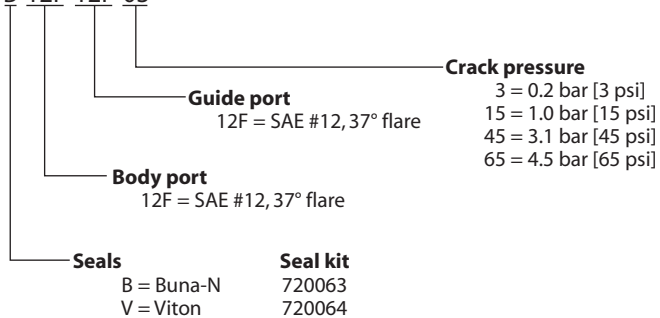 Crack pressure
3 = 0.2 bar [3 psi]
15 = 1.0 bar [15 psi]
45 = 3.1 bar [45 psi]
65 = 4.5 bar [65 psi]
Guide port
12F = SAE #12, 37° flare
Body port
12F = SAE #12, 37° flare
Seals Seal kit
B = Buna-N 720063
V = Viton 720064